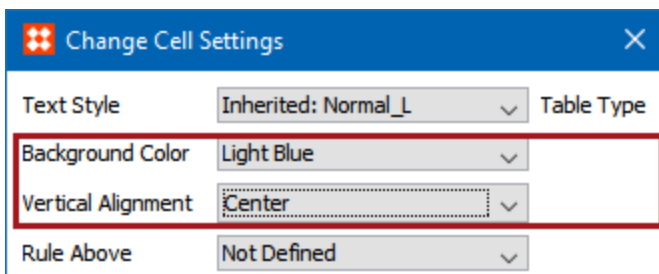 Change Cell Settings
Text Style Inherited: Normal_L Table Type
Background Color Light Blue
Vertical Alignment Center
Rule Above Not Defined